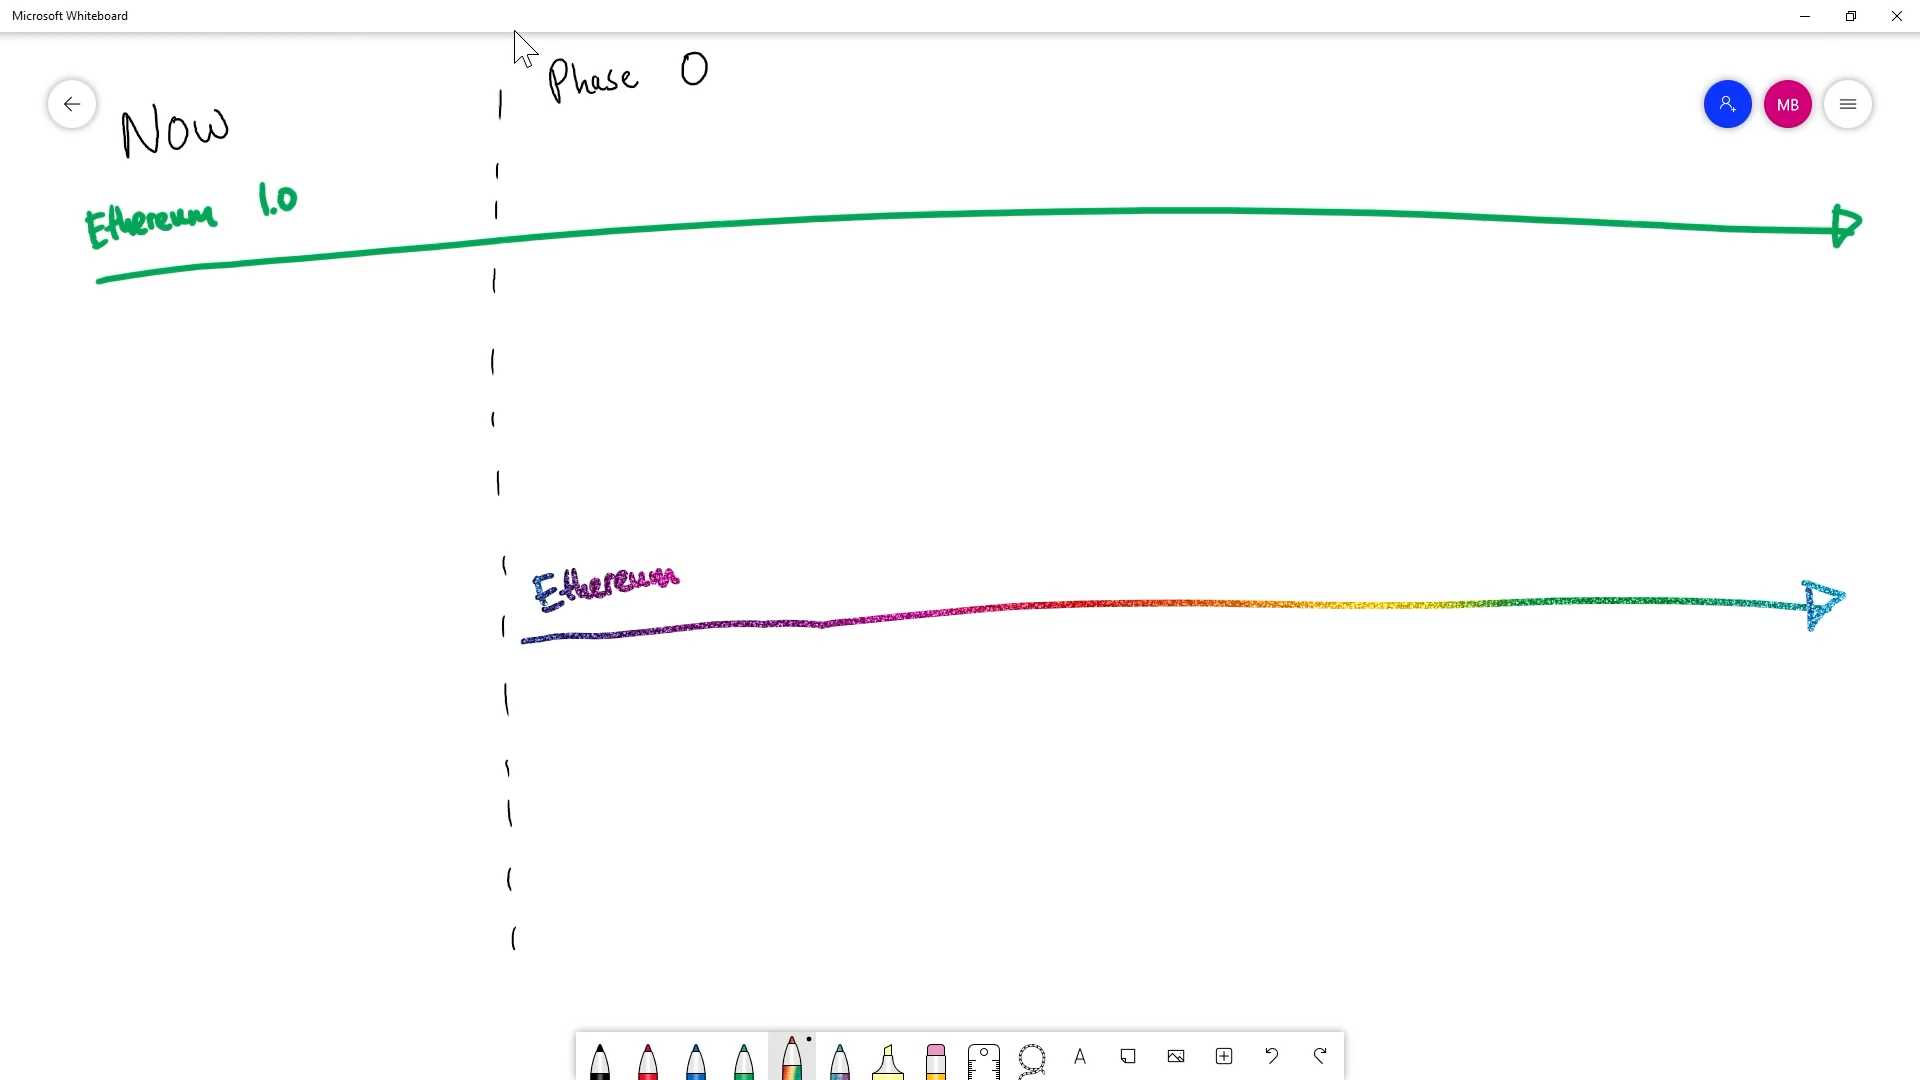 Microsoft Whiteboard
Phase 0
Now
MB
Ethereum 1.0
Ethereum
A